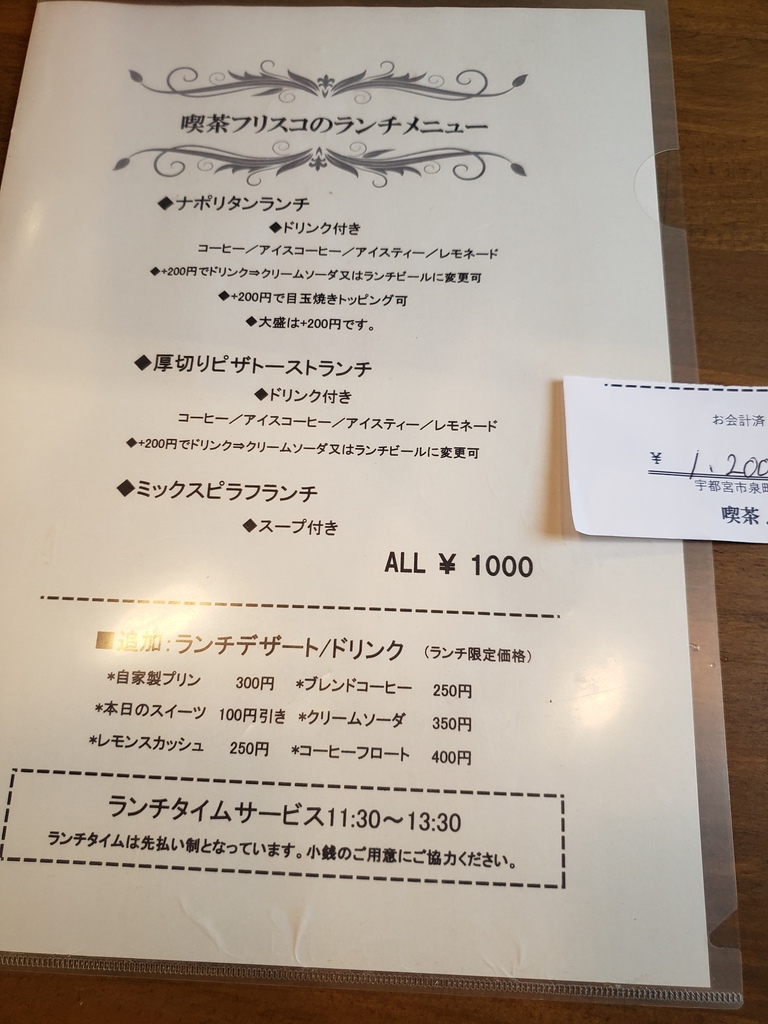 喫茶フリスコのランチメニュー
◆ナポリタンランチ
◆ドリンク付き
コーヒー／アイスコーヒー／アイスティー／レモネード
◆+200円でドリンク⇒クリームソーダ又はランチビールに変更可
◆+200円で目玉焼きトッピング可
◆大盛は+200円です。
◆厚切りピザトーストランチ
◆ドリンク付き
コーヒー／アイスコーヒー／アイスティー／レモネード
◆+200円でドリンク⇒クリームソーダ又はランチビールに変更可
◆ミックスピラフランチ
◆スープ付き
ALL ¥ 1000
■追加：ランチデザート/ドリンク （ランチ限定価格）
*自家製プリン 300円 *ブレンドコーヒー 250円
*本日のスイーツ 100円引き *クリームソーダ 350円
*レモンスカッシュ 250円 *コーヒーフロート 400円
ランチタイムサービス11:30～13:30
ランチタイムは先払い制となっています。小銭のご用意にご協力ください。
お会計済
¥ 1.200
宇都宮市泉町
喫茶